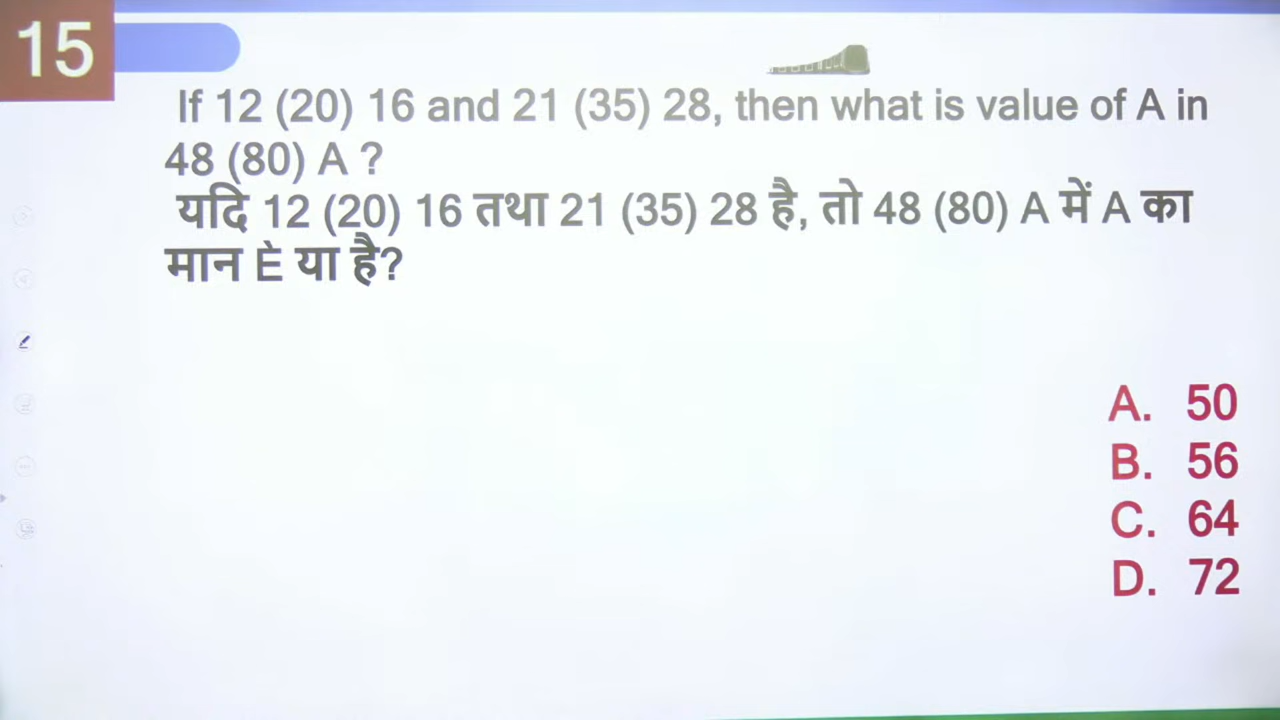 15
If 12 (20) 16 and 21 (35) 28, then what is value of A in
48 (80) A ?
यदि 12 (20) 16 तथा 21 (35) 28 है, तो 48 (80) A में A का
मान È या है?
A. 50
B. 56
C. 64
D. 72